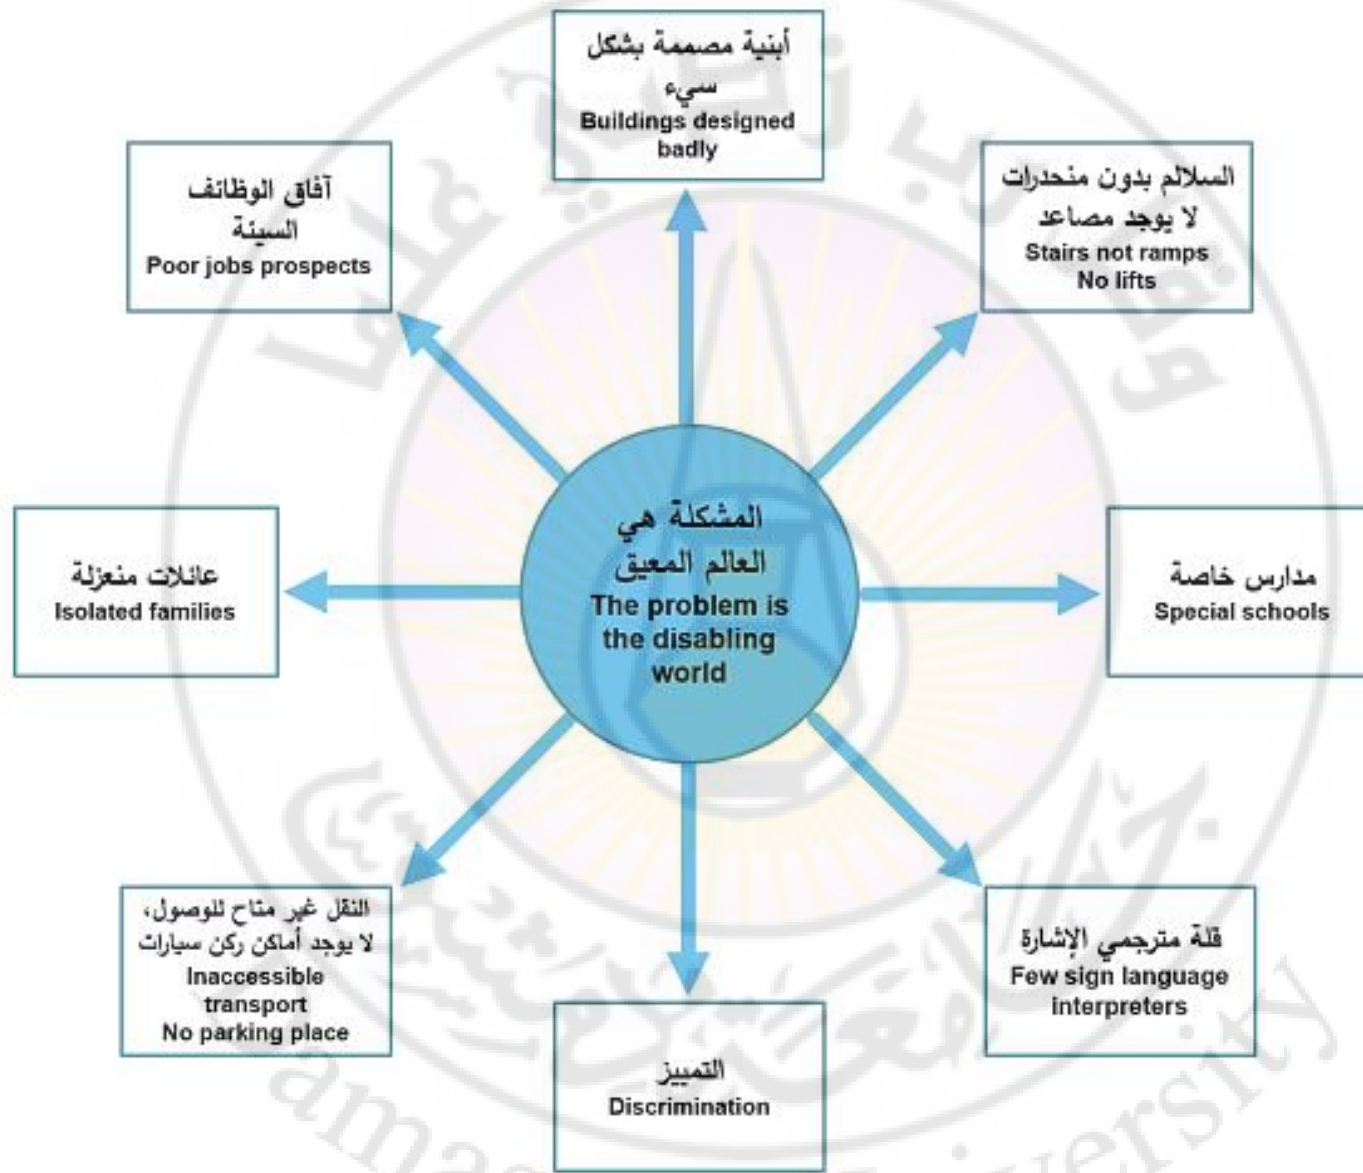 أبنية مصممة بشكل
سيء
Buildings designed
badly
السلالم بدون منحدرات
لا يوجد مصاعد
Stairs not ramps
No lifts
آفاق الوظائف
السيئة
Poor jobs prospects
المشكلة هي
العالم المعيق
The problem is
the disabling
world
مدارس خاصة
Special schools
عائلات منعزلة
Isolated families
النقل غير متاح للوصول،
لا يوجد أماكن ركن سيارات
Inaccessible
transport
No parking place
قلة مترجمي الإشارة
Few sign language
interpreters
التمييز
Discrimination